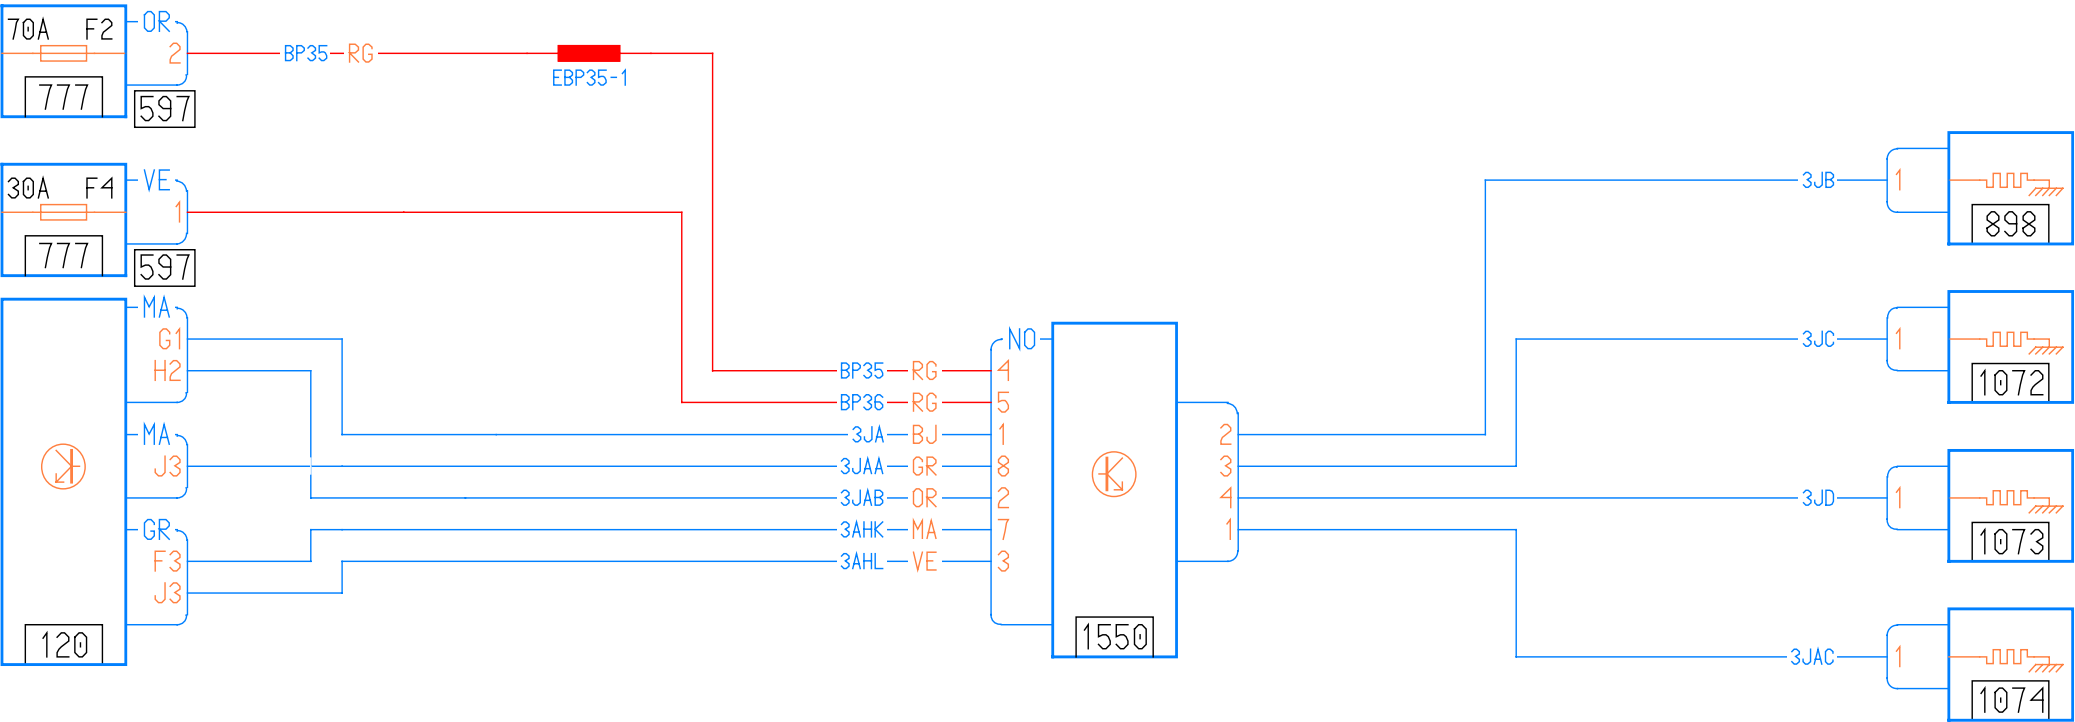 70A F2 OR
2 BP35 RG
EBP35-1
777 597
30A F4 VE
1
777 597
3JB 1
898
MA
G1
H2
MA
J3
GR
F3
J3
120
NO
BP35 RG 4
BP36 RG 5
3JA BJ 1
3JAA GR 8
3JAB OR 2
3AHK MA 7
3AHL VE 3
1550
2
3
4
1
3JC 1
1072
3JD 1
1073
3JAC 1
1074